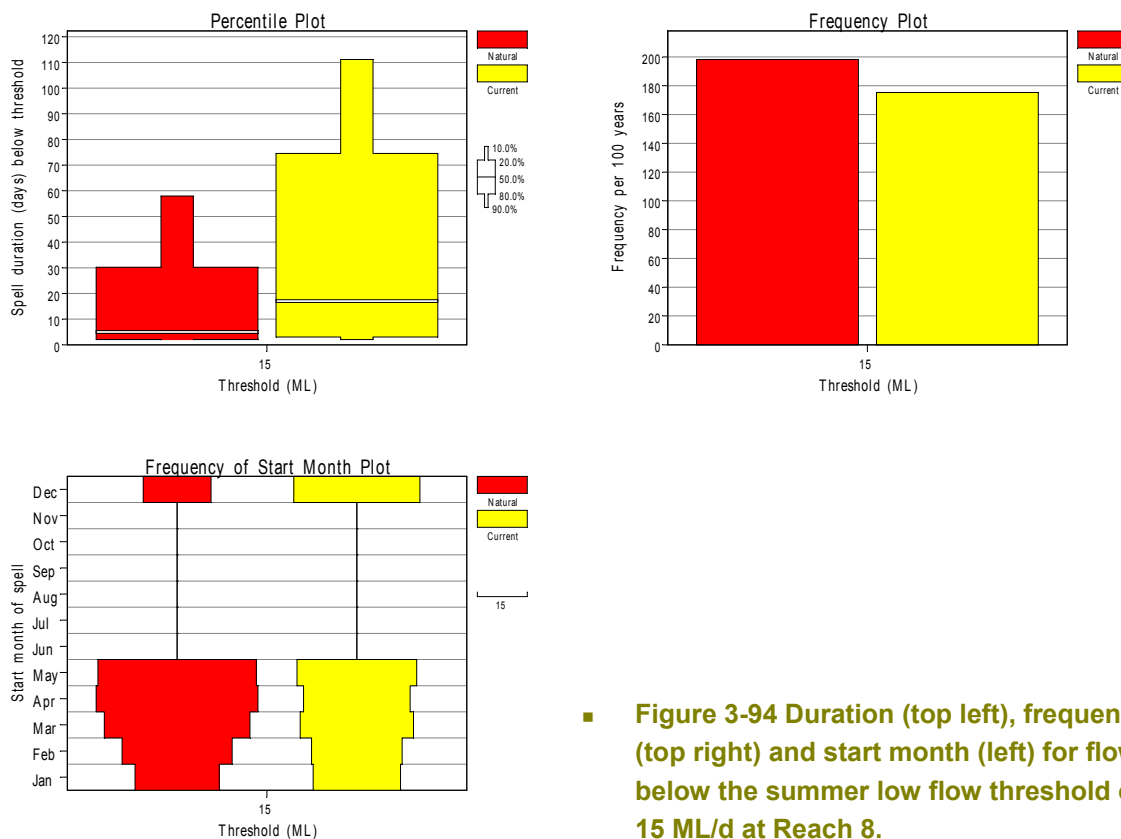 Percentile Plot
Spell duration (days) below threshold
120
110
100
90
80
70
60
50
40
30
20
10
0
15
Threshold (ML)
Natural
Current
10.0%
20.0%
50.0%
80.0%
90.0%
Frequency Plot
Frequency per 100 years
200
180
160
140
120
100
80
60
40
20
0
15
Threshold (ML)
Natural
Current
Frequency of Start Month Plot
Start month of spell
Dec
Nov
Oct
Sep
Aug
Jul
Jun
May
Apr
Mar
Feb
Jan
15
Threshold (ML)
Natural
Current
15
▪ Figure 3-94 Duration (top left), frequen
(top right) and start month (left) for flow
below the summer low flow threshold
15 ML/d at Reach 8.